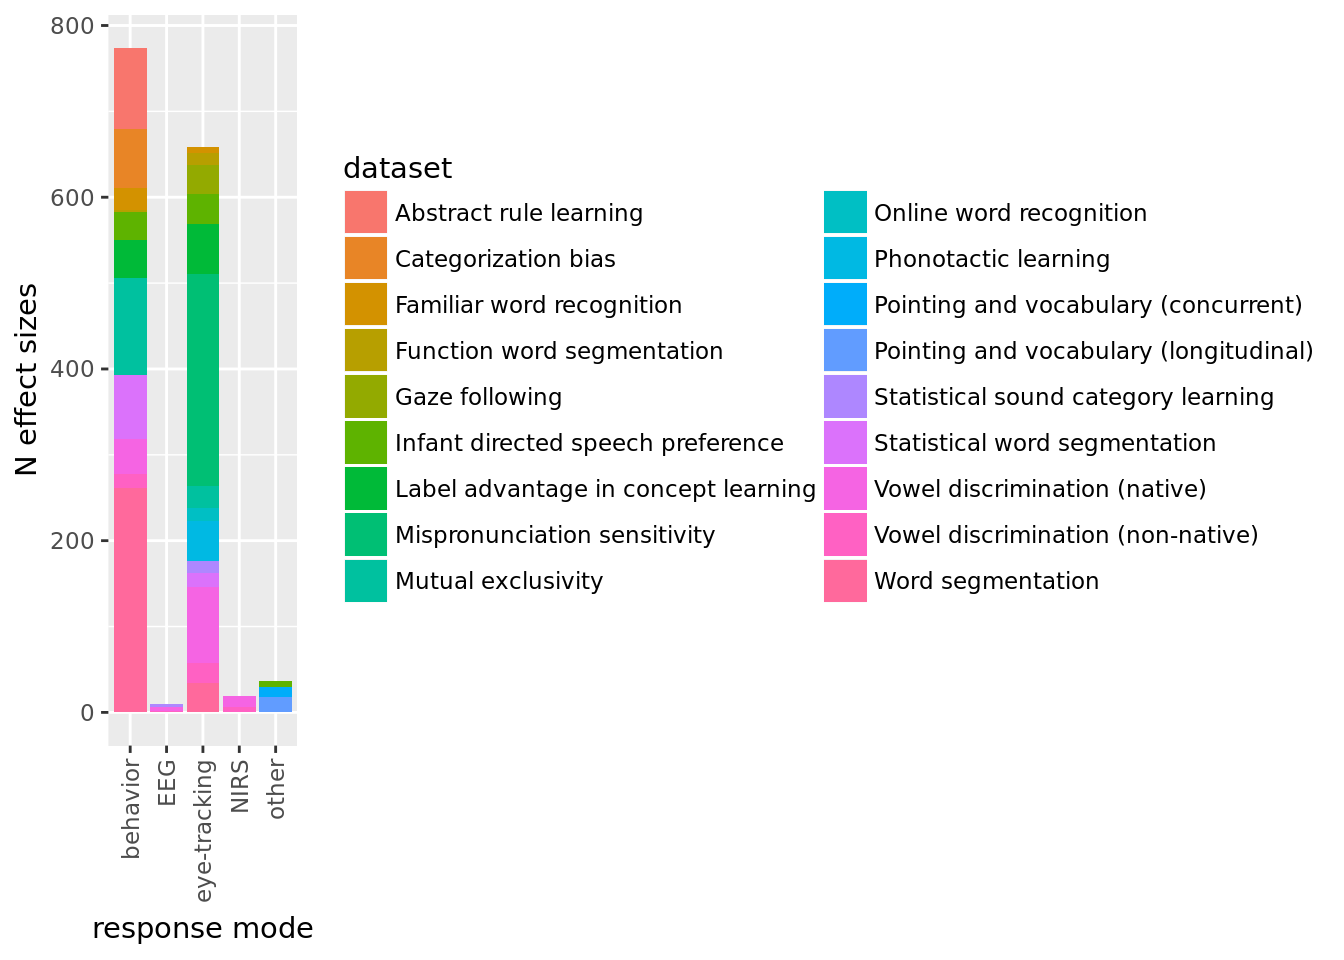 800
600
400
200
0
N effect sizes
behavior
EEG
eye-tracking
NIRS
other
response mode
dataset
Abstract rule learning
Categorization bias
Familiar word recognition
Function word segmentation
Gaze following
Infant directed speech preference
Label advantage in concept learning
Mispronunciation sensitivity
Mutual exclusivity
Online word recognition
Phonotactic learning
Pointing and vocabulary (concurrent)
Pointing and vocabulary (longitudinal)
Statistical sound category learning
Statistical word segmentation
Vowel discrimination (native)
Vowel discrimination (non-native)
Word segmentation